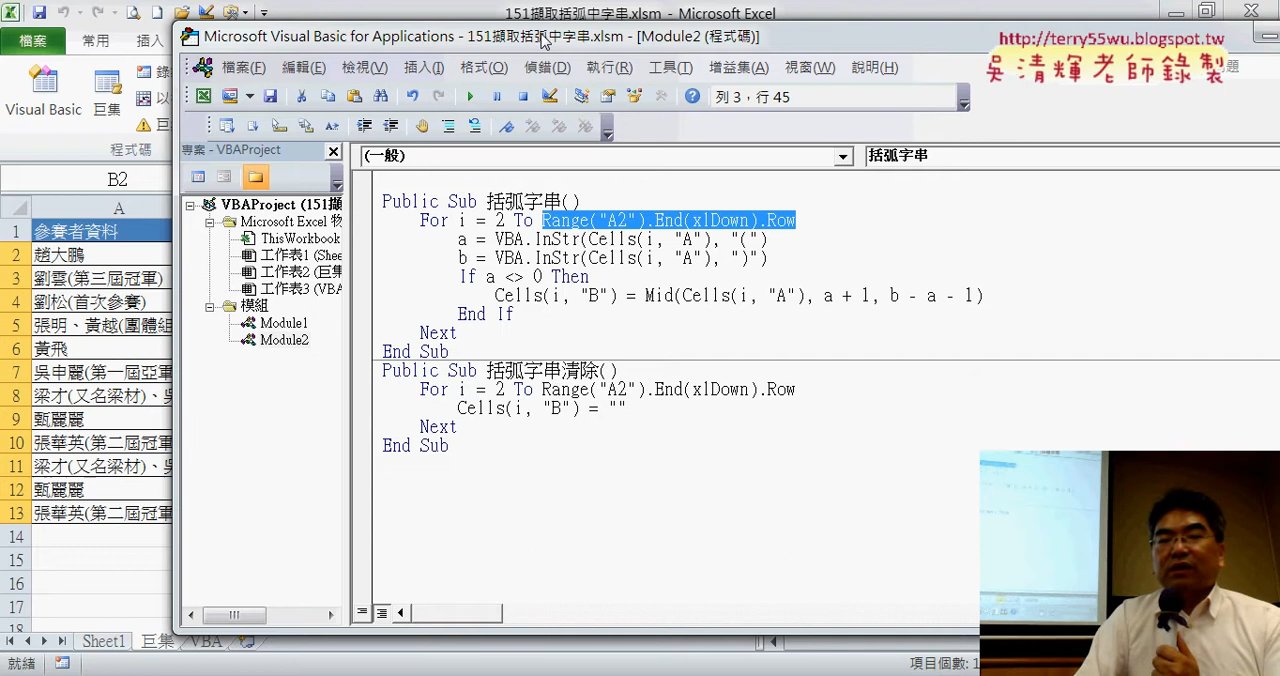 151擷取括弧中字串.xlsm - Microsoft Excel
Microsoft Visual Basic for Applications - 151擷取括弧中字串.xlsm - [Module2 (程式碼)]
http://terry55wu.blogspot.tw
吳清輝老師錄製
檔案 常用 插入
檔案(F) 編輯(E) 檢視(V) 插入(I) 格式(O) 偵錯(D) 執行(R) 工具(T) 增益集(A) 視窗(W) 說明(H)
Visual Basic 巨集
程式碼
列 3，行 45
專案 - VBAProject
(一般) 括弧字串
B2
VBAProject (151擷
Microsoft Excel 物
ThisWorkbook
工作表1 (Shee
工作表2 (巨集
工作表3 (VBA
模組
Module1
Module2
A
1 參賽者資料
2 趙大鵬
3 劉雲(第三屆冠軍)
4 劉松(首次參賽)
5 張明、黃越(團體組
6 黃飛
7 吳申麗(第一屆亞軍
8 梁才(又名梁材)、吳
9 甄麗麗
10 張華英(第二屆冠軍
11 梁才(又名梁材)、吳
12 甄麗麗
13 張華英(第二屆冠軍
14
15
16
17
18
Public Sub 括弧字串()
For i = 2 To Range("A2").End(xlDown).Row
a = VBA.InStr(Cells(i, "A"), "(")
b = VBA.InStr(Cells(i, "A"), ")")
If a <> 0 Then
Cells(i, "B") = Mid(Cells(i, "A"), a + 1, b - a - 1)
End If
Next
End Sub
Public Sub 括弧字串清除()
For i = 2 To Range("A2").End(xlDown).Row
Cells(i, "B") = ""
Next
End Sub
Sheet1 巨集 VBA
就緒
項目個數: 1